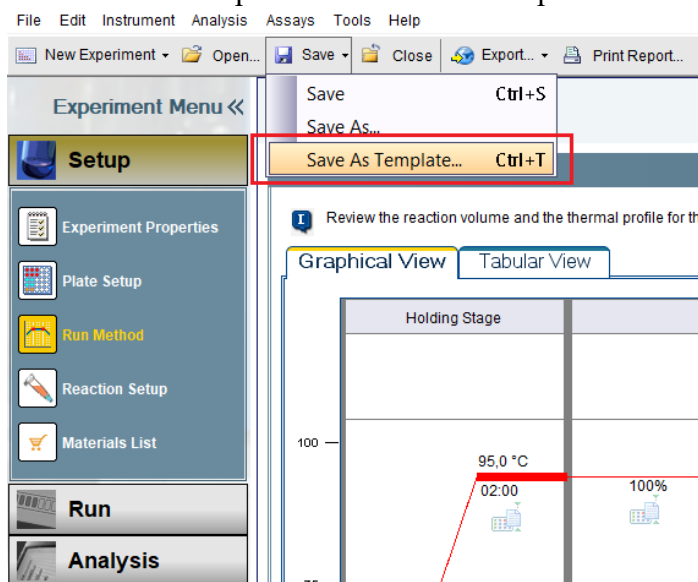 File Edit Instrument Analysis Assays Tools Help
New Experiment Open... Save Close Export... Print Report...
Experiment Menu «
Save Ctrl+S
Save As...
Save As Template... Ctrl+T
Setup
Experiment Properties
Plate Setup
Run Method
Reaction Setup
Materials List
Run
Analysis
Review the reaction volume and the thermal profile for th
Graphical View Tabular View
Holding Stage
100
95,0 °C
02:00
100%